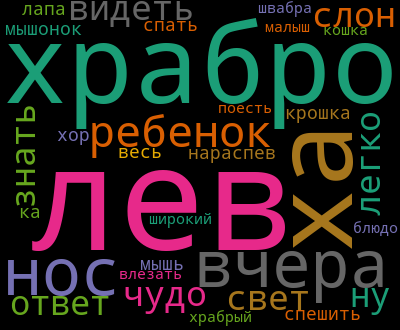 лапа видеть швабра слон
мышонок спать малыш кошка
храбро
поесть крошка
хор ребенок ха легко
знать весь нараспев
лев
ка широкий блюдо
нос мышь вчера
влезать
ответ чудо свет ну
храбрый спешить